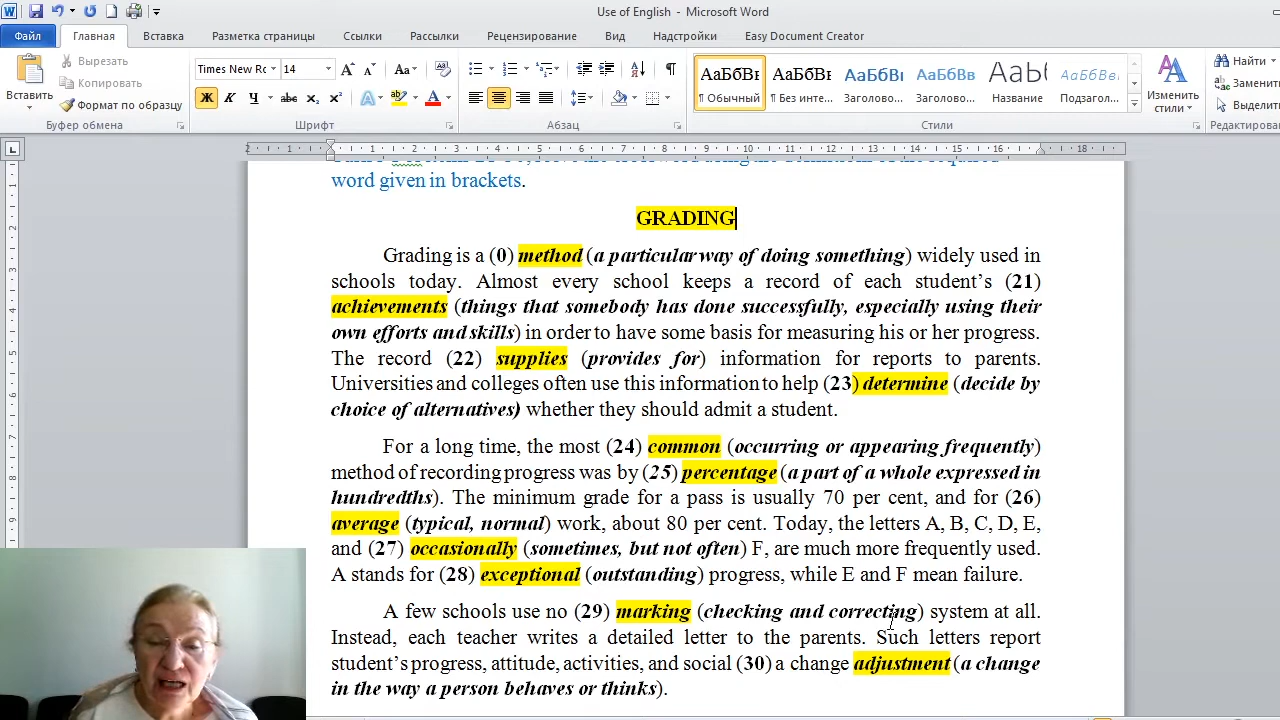 Use of English - Microsoft Word
Файл Главная Вставка Разметка страницы Ссылки Рассылки Рецензирование Вид Надстройки Easy Document Creator
Вставить
Вырезать
Копировать
Формат по образцу
Буфер обмена
Times New Ro 14
Шрифт
Абзац
АаБбВв ¶ Обычный
АаБбВв ¶ Без инте...
АаБбВв Заголово...
АаБбВв Заголово...
АаБб Название
АаБбВв Подзагол...
Стили
Изменить стили
Найти
Заменить
Выделить
Редактирован
word given in brackets.
GRADING
Grading is a (0) method (a particular way of doing something) widely used in
schools today. Almost every school keeps a record of each student’s (21)
achievements (things that somebody has done successfully, especially using their
own efforts and skills) in order to have some basis for measuring his or her progress.
The record (22) supplies (provides for) information for reports to parents.
Universities and colleges often use this information to help (23) determine (decide by
choice of alternatives) whether they should admit a student.
For a long time, the most (24) common (occurring or appearing frequently)
method of recording progress was by (25) percentage (a part of a whole expressed in
hundredths). The minimum grade for a pass is usually 70 per cent, and for (26)
average (typical, normal) work, about 80 per cent. Today, the letters A, B, C, D, E,
and (27) occasionally (sometimes, but not often) F, are much more frequently used.
A stands for (28) exceptional (outstanding) progress, while E and F mean failure.
A few schools use no (29) marking (checking and correcting) system at all.
Instead, each teacher writes a detailed letter to the parents. Such letters report
student’s progress, attitude, activities, and social (30) a change adjustment (a change
in the way a person behaves or thinks).